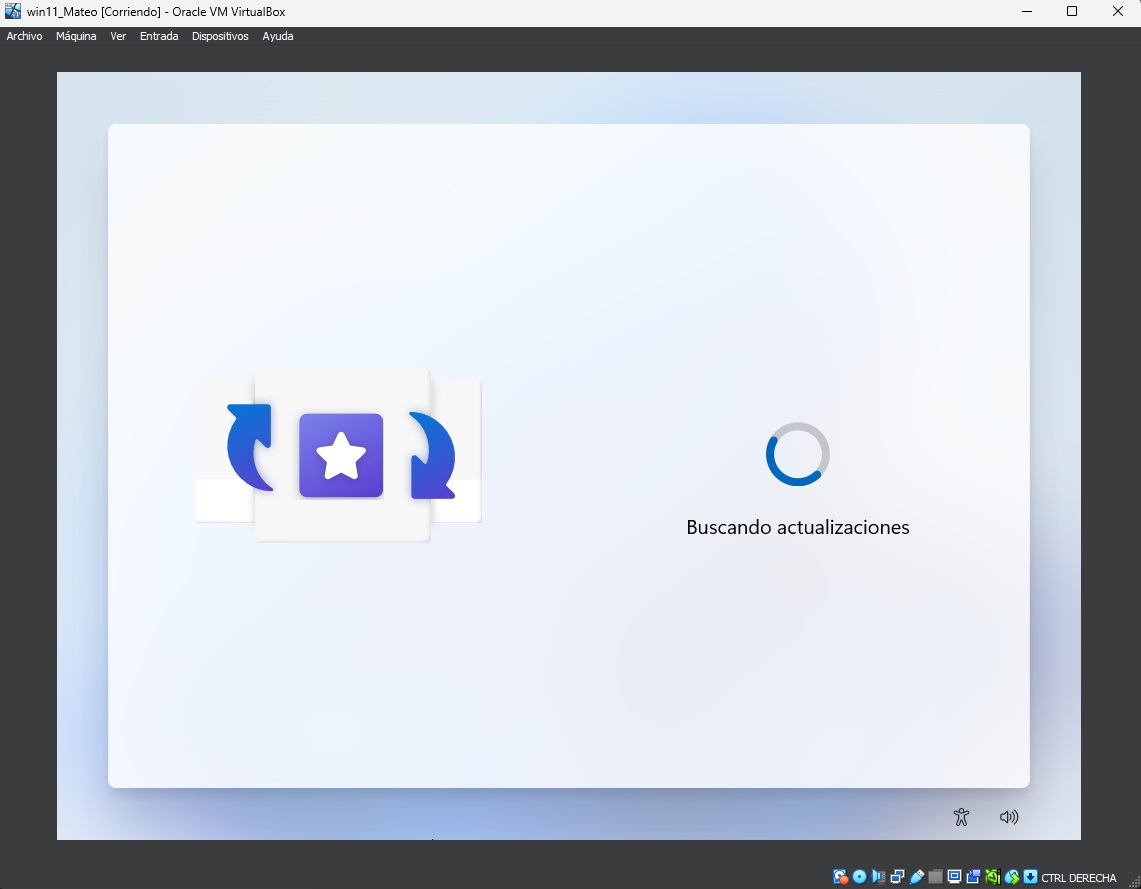 win11_Mateo [Corriendo] - Oracle VM VirtualBox
Archivo Máquina Ver Entrada Dispositivos Ayuda
Buscando actualizaciones
CTRL DERECHA